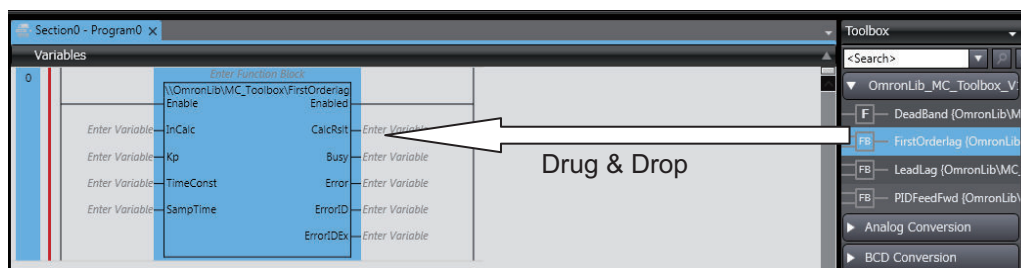 Section0 - Program0
Toolbox
Variables
<Search>
0
Enter Function Block
OmronLib_MC_Toolbox_V
\\OmronLib\MC_Toolbox\FirstOrderlag
Enable
Enabled
F
DeadBand {OmronLib\M
Enter Variable
InCalc
CalcRslt
Enter Variable
FB
FirstOrderlag {OmronLib
Enter Variable
Kp
Busy
Enter Variable
Drug & Drop
FB
LeadLag {OmronLib\MC_
Enter Variable
TimeConst
Error
Enter Variable
FB
PIDFeedFwd {OmronLib\
Enter Variable
SampTime
ErrorID
Enter Variable
Analog Conversion
ErrorIDEx
Enter Variable
BCD Conversion